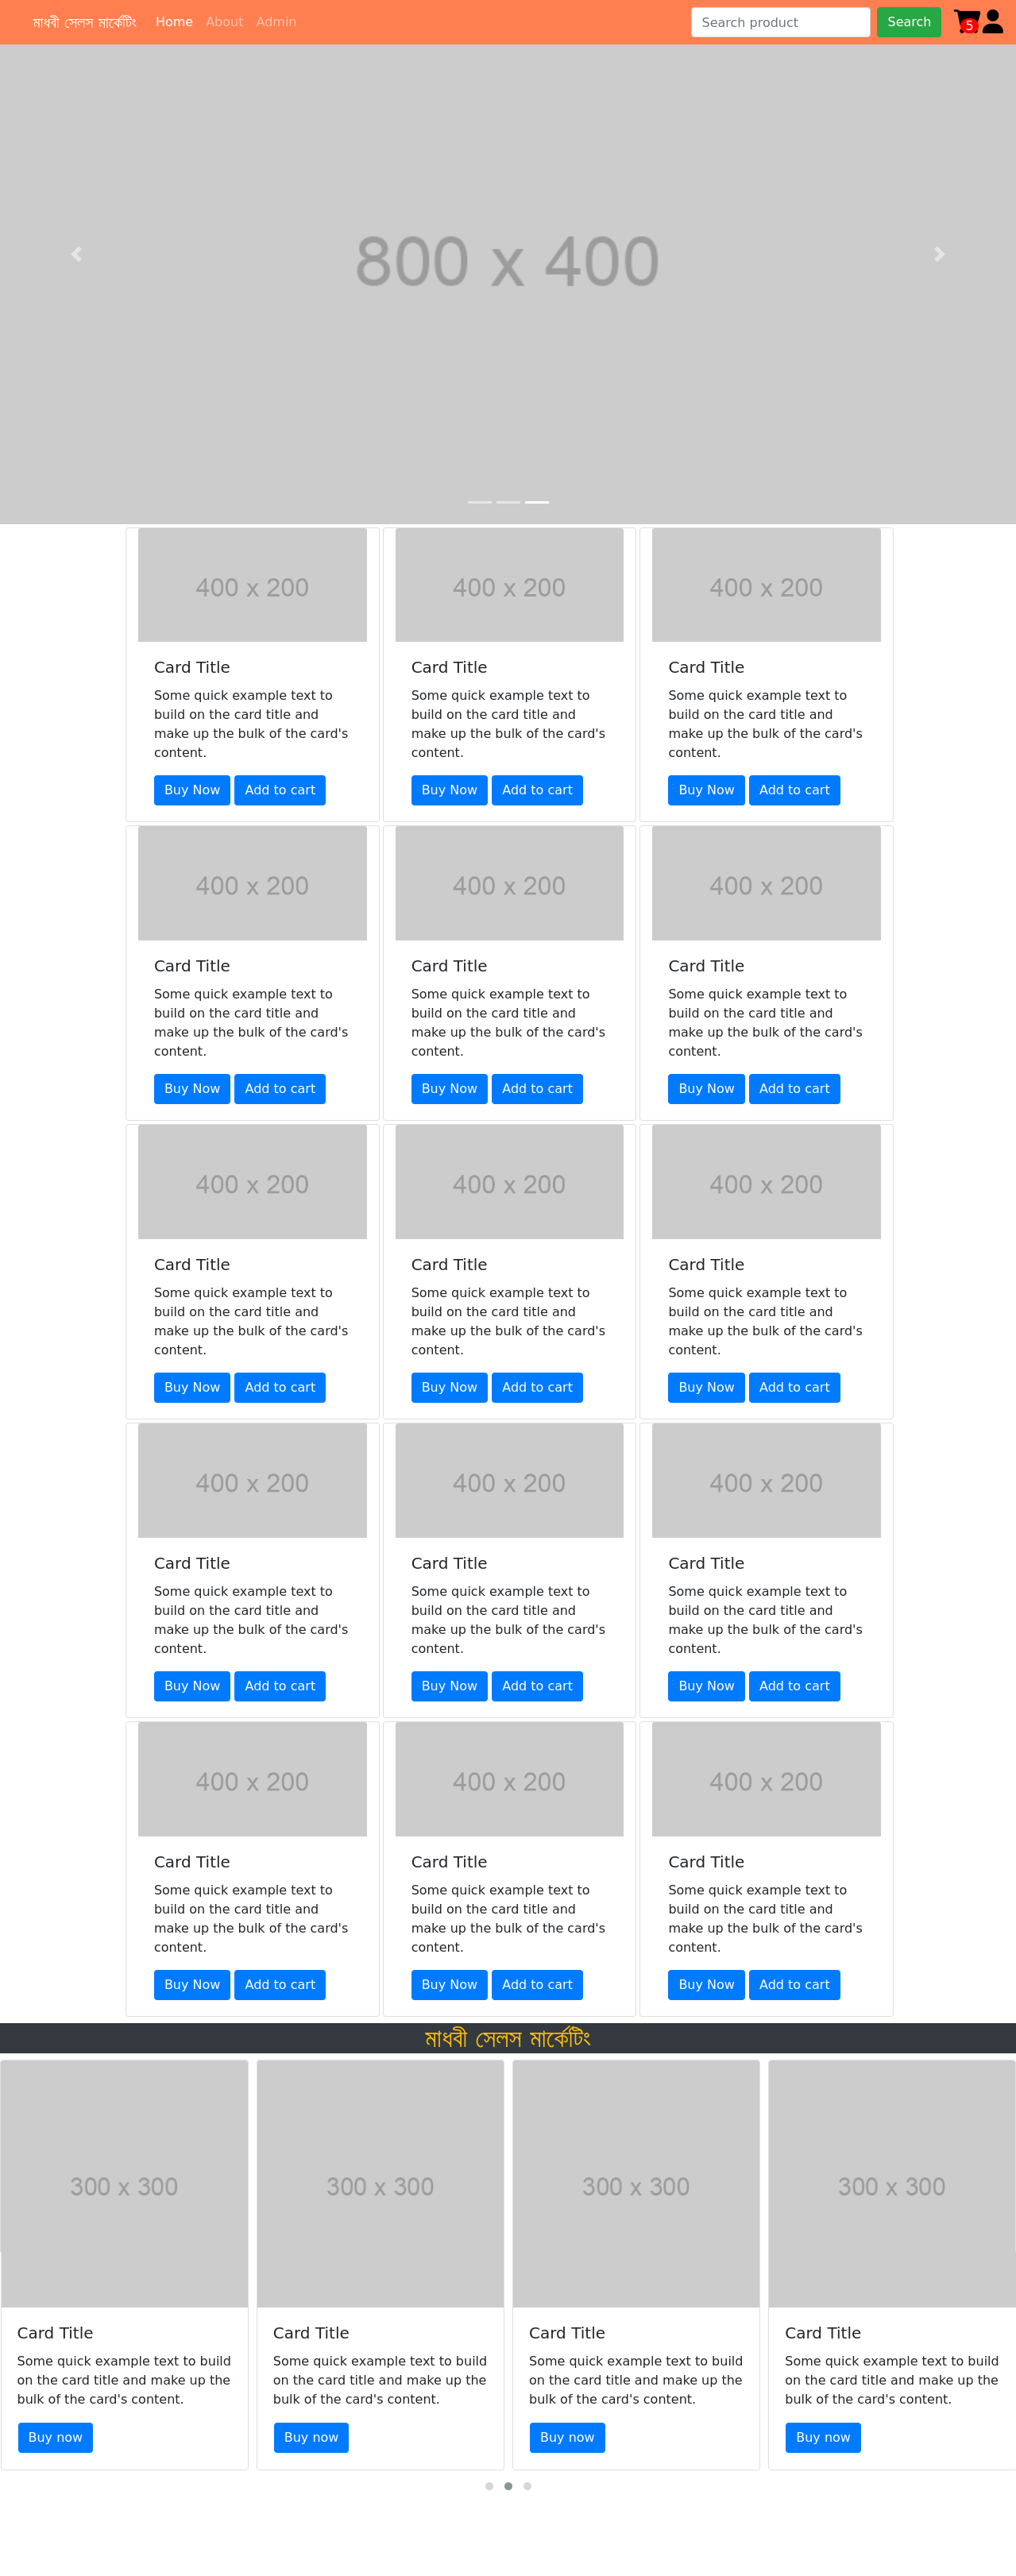 মাধবী সেলস মার্কেটিং Home About Admin Search product Search 5
800 x 400
400 x 200 400 x 200 400 x 200
Card Title Card Title Card Title
Some quick example text to Some quick example text to Some quick example text to
build on the card title and build on the card title and build on the card title and
make up the bulk of the card's make up the bulk of the card's make up the bulk of the card's
content. content. content.
Buy Now Add to cart Buy Now Add to cart Buy Now Add to cart
400 x 200 400 x 200 400 x 200
Card Title Card Title Card Title
Some quick example text to Some quick example text to Some quick example text to
build on the card title and build on the card title and build on the card title and
make up the bulk of the card's make up the bulk of the card's make up the bulk of the card's
content. content. content.
Buy Now Add to cart Buy Now Add to cart Buy Now Add to cart
400 x 200 400 x 200 400 x 200
Card Title Card Title Card Title
Some quick example text to Some quick example text to Some quick example text to
build on the card title and build on the card title and build on the card title and
make up the bulk of the card's make up the bulk of the card's make up the bulk of the card's
content. content. content.
Buy Now Add to cart Buy Now Add to cart Buy Now Add to cart
400 x 200 400 x 200 400 x 200
Card Title Card Title Card Title
Some quick example text to Some quick example text to Some quick example text to
build on the card title and build on the card title and build on the card title and
make up the bulk of the card's make up the bulk of the card's make up the bulk of the card's
content. content. content.
Buy Now Add to cart Buy Now Add to cart Buy Now Add to cart
400 x 200 400 x 200 400 x 200
Card Title Card Title Card Title
Some quick example text to Some quick example text to Some quick example text to
build on the card title and build on the card title and build on the card title and
make up the bulk of the card's make up the bulk of the card's make up the bulk of the card's
content. content. content.
Buy Now Add to cart Buy Now Add to cart Buy Now Add to cart
মাধবী সেলস মার্কেটিং
300 x 300 300 x 300 300 x 300 300 x 300
Card Title Card Title Card Title Card Title
Some quick example text to build Some quick example text to build Some quick example text to build Some quick example text to build
on the card title and make up the on the card title and make up the on the card title and make up the on the card title and make up the
bulk of the card's content. bulk of the card's content. bulk of the card's content. bulk of the card's content.
Buy now Buy now Buy now Buy now